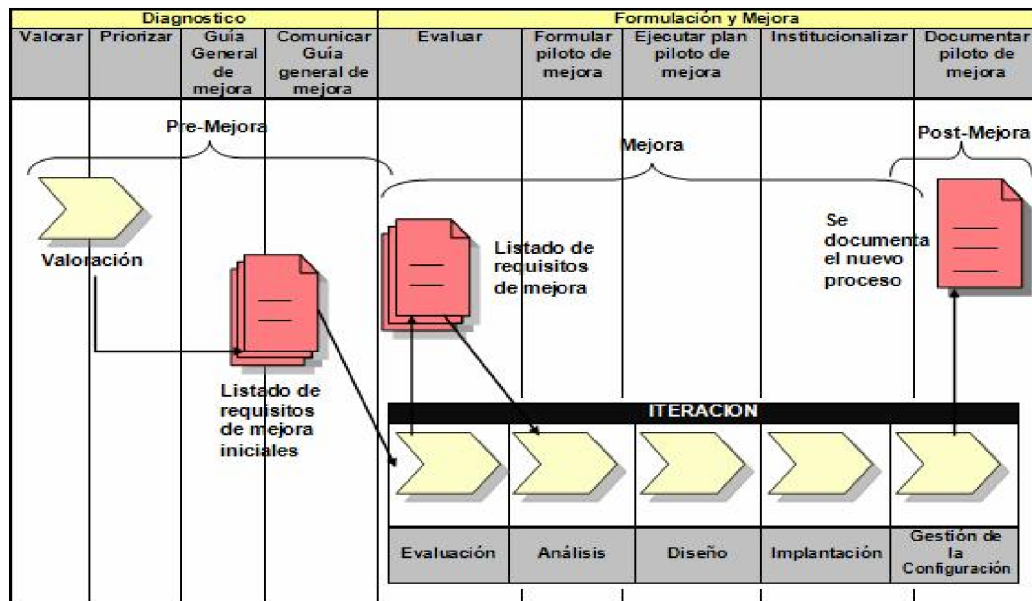 Diagnostico
Formulación y Mejora
Valorar
Priorizar
Guía
General
de
mejora
Comunicar
Guía
general de
mejora
Evaluar
Formular
piloto de
mejora
Ejecutar plan
piloto de
mejora
Institucionalizar
Documentar
piloto de
mejora
Pre-Mejora
Mejora
Post-Mejora
Valoración
Listado de
requisitos
de mejora
iniciales
Listado de
requisitos
de mejora
Se
documenta
el nuevo
proceso
ITERACION
Evaluación
Análisis
Diseño
Implantación
Gestión de
la
Configuración